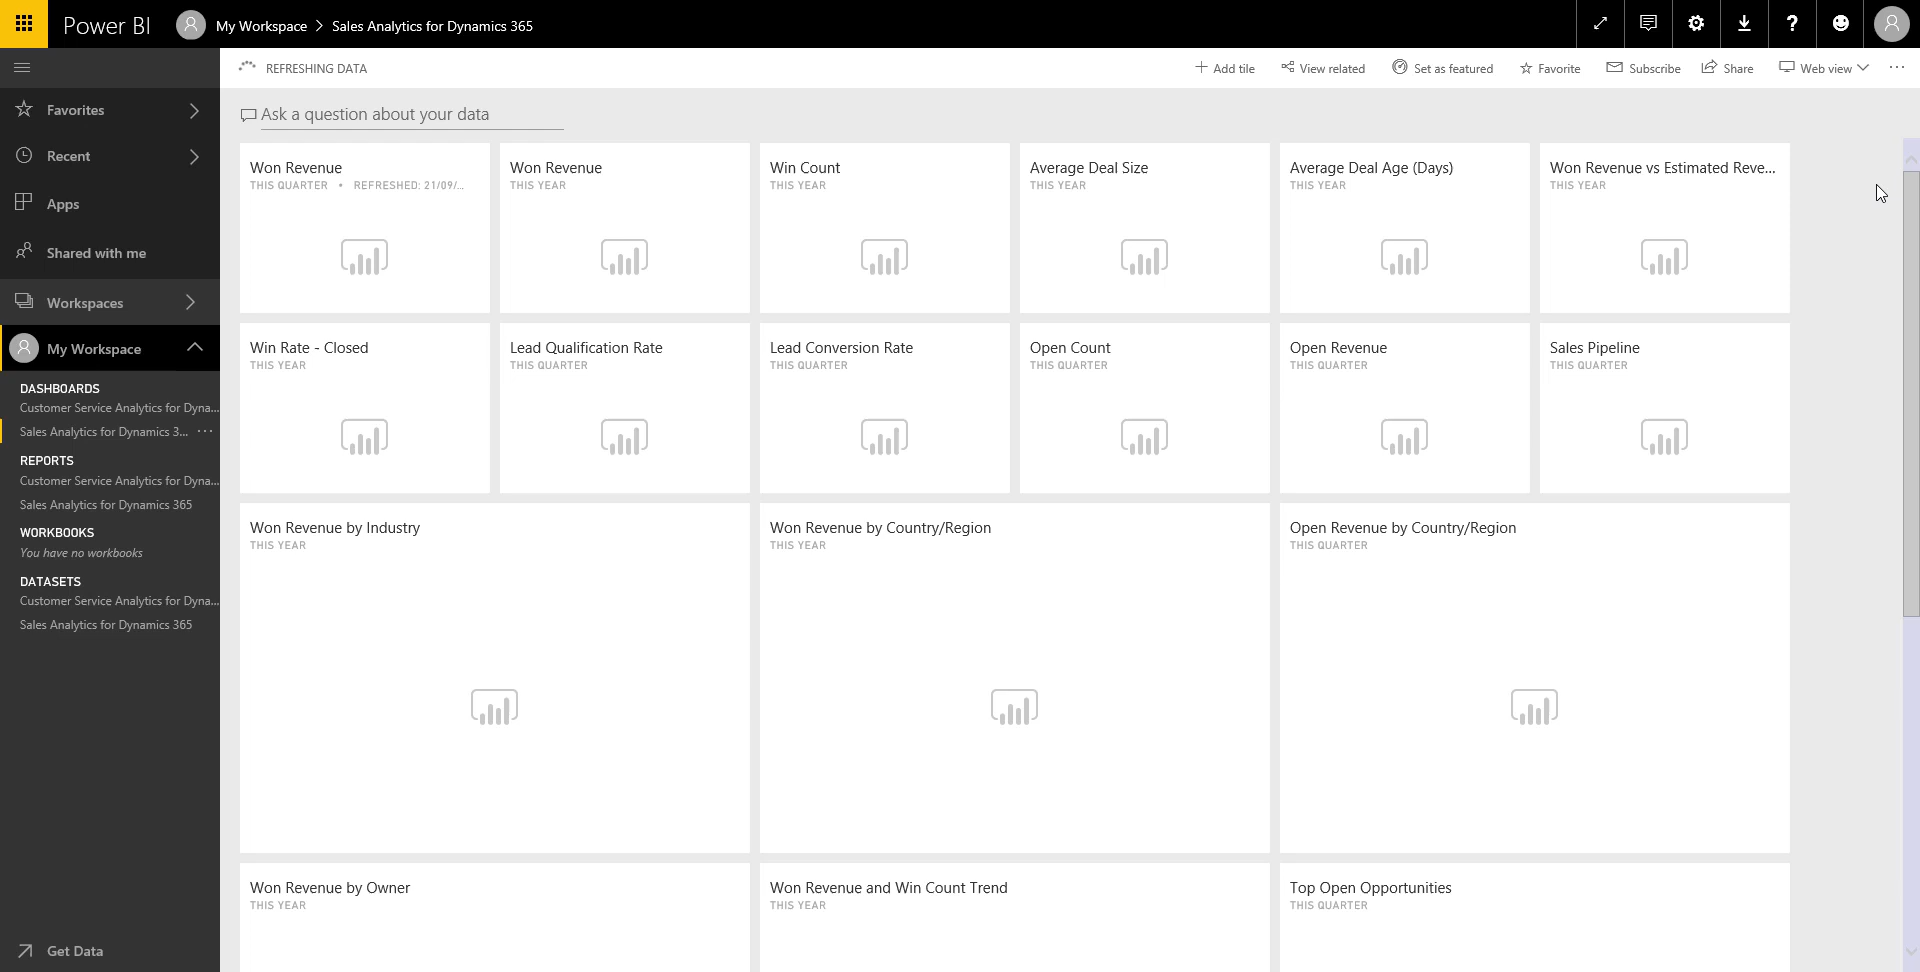 Power BI
My Workspace > Sales Analytics for Dynamics 365
REFRESHING DATA
Add tile
View related
Set as featured
Favorite
Subscribe
Share
Web view
Favorites
Recent
Apps
Shared with me
Workspaces
My Workspace
DASHBOARDS
Customer Service Analytics for Dyna...
Sales Analytics for Dynamics 3...
REPORTS
Customer Service Analytics for Dyna...
Sales Analytics for Dynamics 365
WORKBOOKS
You have no workbooks
DATASETS
Customer Service Analytics for Dyna...
Sales Analytics for Dynamics 365
Get Data
Ask a question about your data
Won Revenue
THIS QUARTER • REFRESHED: 21/09/...
Won Revenue
THIS YEAR
Win Count
THIS YEAR
Average Deal Size
THIS YEAR
Average Deal Age (Days)
THIS YEAR
Won Revenue vs Estimated Reve...
THIS YEAR
Win Rate - Closed
THIS YEAR
Lead Qualification Rate
THIS QUARTER
Lead Conversion Rate
THIS QUARTER
Open Count
THIS QUARTER
Open Revenue
THIS QUARTER
Sales Pipeline
THIS QUARTER
Won Revenue by Industry
THIS YEAR
Won Revenue by Country/Region
THIS YEAR
Open Revenue by Country/Region
THIS QUARTER
Won Revenue by Owner
THIS YEAR
Won Revenue and Win Count Trend
THIS YEAR
Top Open Opportunities
THIS QUARTER